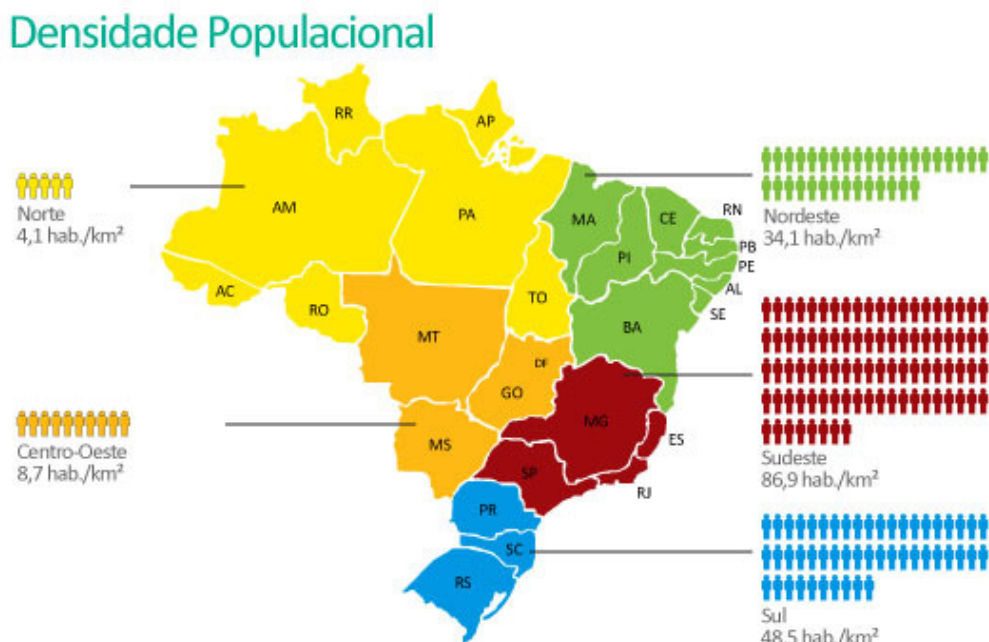 Densidade Populacional
RR
AP
AM
PA
MA
CE
RN
PI
PB
PE
AL
SE
AC
RO
TO
MT
BA
DF
GO
MS
MG
ES
SP
RJ
PR
SC
RS
Norte
4,1 hab./km²
Centro-Oeste
8,7 hab./km²
Nordeste
34,1 hab./km²
Sudeste
86,9 hab./km²
Sul
48,5 hab./km²